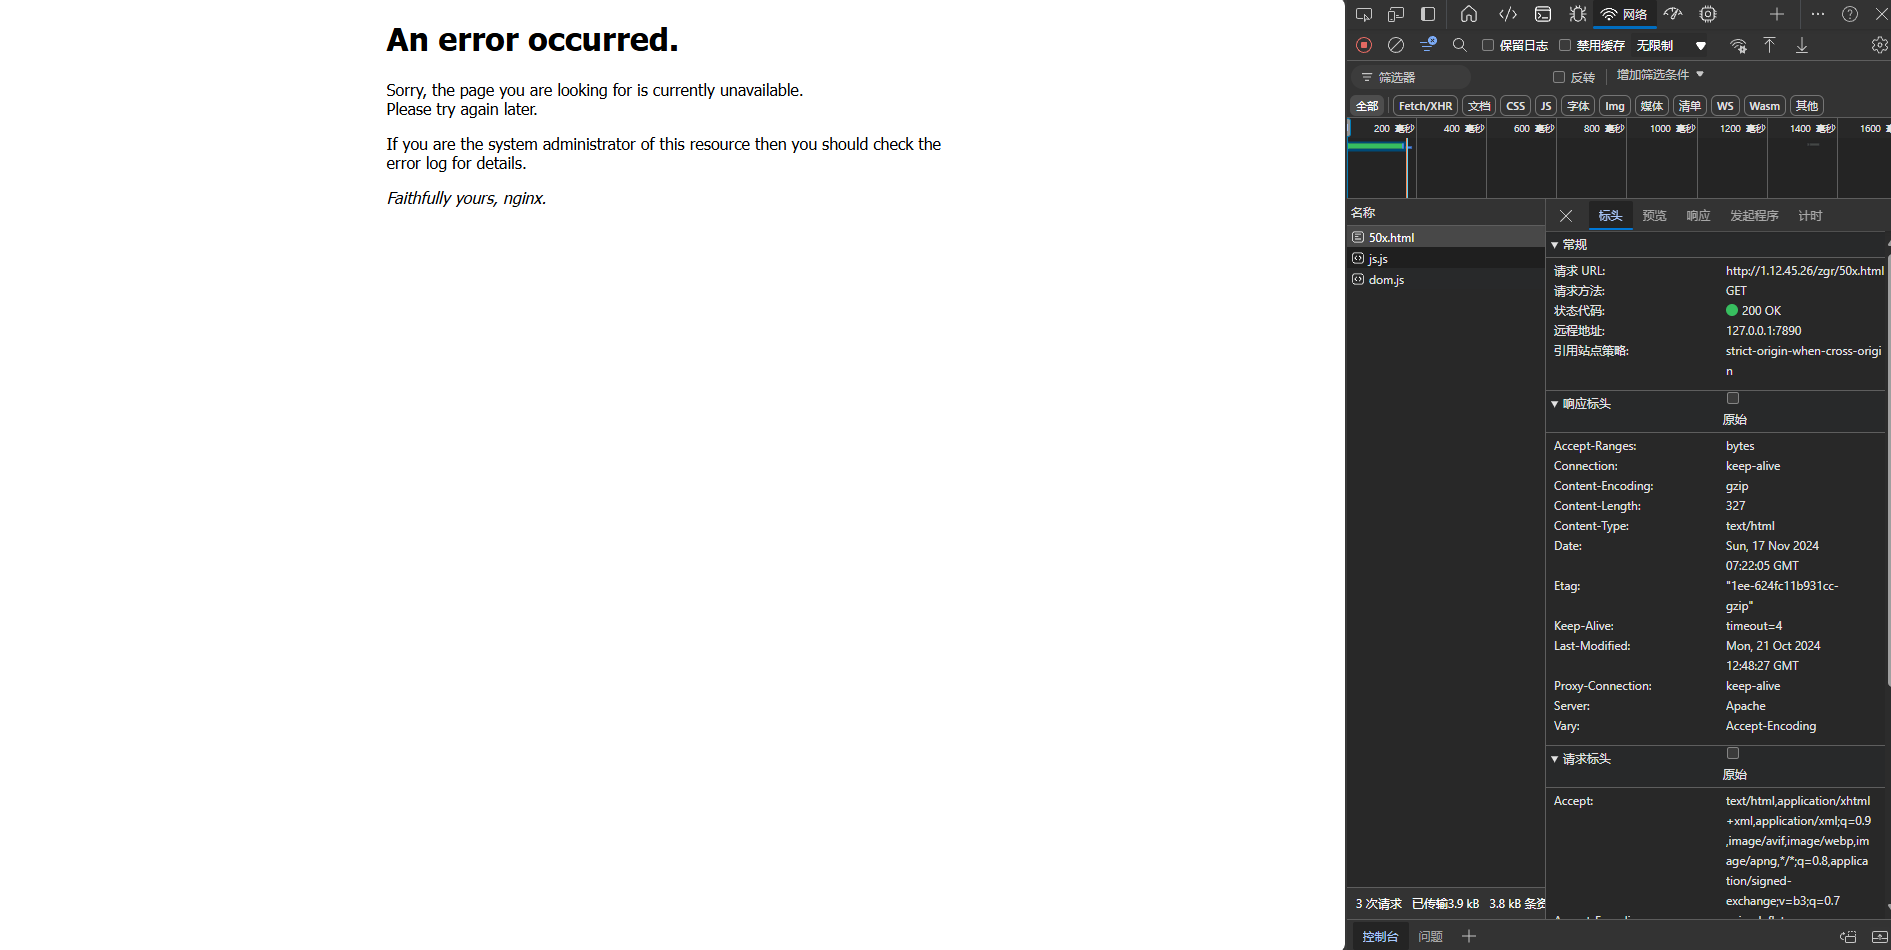 An error occurred.
Sorry, the page you are looking for is currently unavailable.
Please try again later.
If you are the system administrator of this resource then you should check the
error log for details.
Faithfully yours, nginx.
网络
保留日志
禁用缓存
无限制
筛选器
反转
增加筛选条件
全部
Fetch/XHR
文档
CSS
JS
字体
Img
媒体
清单
WS
Wasm
其他
200 毫秒
400 毫秒
600 毫秒
800 毫秒
1000 毫秒
1200 毫秒
1400 毫秒
1600
名称
50x.html
js.js
dom.js
标头
预览
响应
发起程序
计时
常规
请求 URL:
http://1.12.45.26/zgr/50x.html
请求方法:
GET
状态代码:
200 OK
远程地址:
127.0.0.1:7890
引用站点策略:
strict-origin-when-cross-origi
n
响应标头
原始
Accept-Ranges:
bytes
Connection:
keep-alive
Content-Encoding:
gzip
Content-Length:
327
Content-Type:
text/html
Date:
Sun, 17 Nov 2024
07:22:05 GMT
Etag:
"1ee-624fc11b931cc-
gzip"
Keep-Alive:
timeout=4
Last-Modified:
Mon, 21 Oct 2024
12:48:27 GMT
Proxy-Connection:
keep-alive
Server:
Apache
Vary:
Accept-Encoding
请求标头
原始
Accept:
text/html,application/xhtml
+xml,application/xml;q=0.9
,image/avif,image/webp,im
age/apng,*/*;q=0.8,applica
tion/signed-
exchange;v=b3;q=0.7
3 次请求
已传输3.9 kB
3.8 kB 条资
控制台
问题